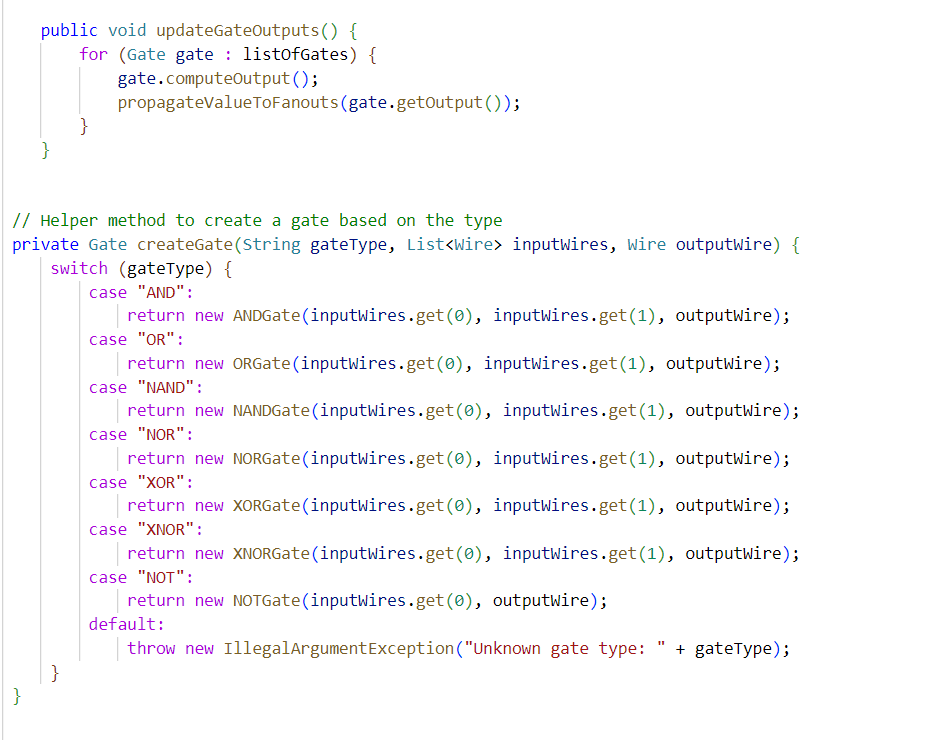 public void updateGateOutputs() {
for (Gate gate : listOfGates) {
gate.computeOutput();
propagateValueToFanouts(gate.getOutput());
}
}
// Helper method to create a gate based on the type
private Gate createGate(String gateType, List<Wire> inputWires, Wire outputWire) {
switch (gateType) {
case "AND":
return new ANDGate(inputWires.get(0), inputWires.get(1), outputWire);
case "OR":
return new ORGate(inputWires.get(0), inputWires.get(1), outputWire);
case "NAND":
return new NANDGate(inputWires.get(0), inputWires.get(1), outputWire);
case "NOR":
return new NORGate(inputWires.get(0), inputWires.get(1), outputWire);
case "XOR":
return new XORGate(inputWires.get(0), inputWires.get(1), outputWire);
case "XNOR":
return new XNORGate(inputWires.get(0), inputWires.get(1), outputWire);
case "NOT":
return new NOTGate(inputWires.get(0), outputWire);
default:
throw new IllegalArgumentException("Unknown gate type: " + gateType);
}
}